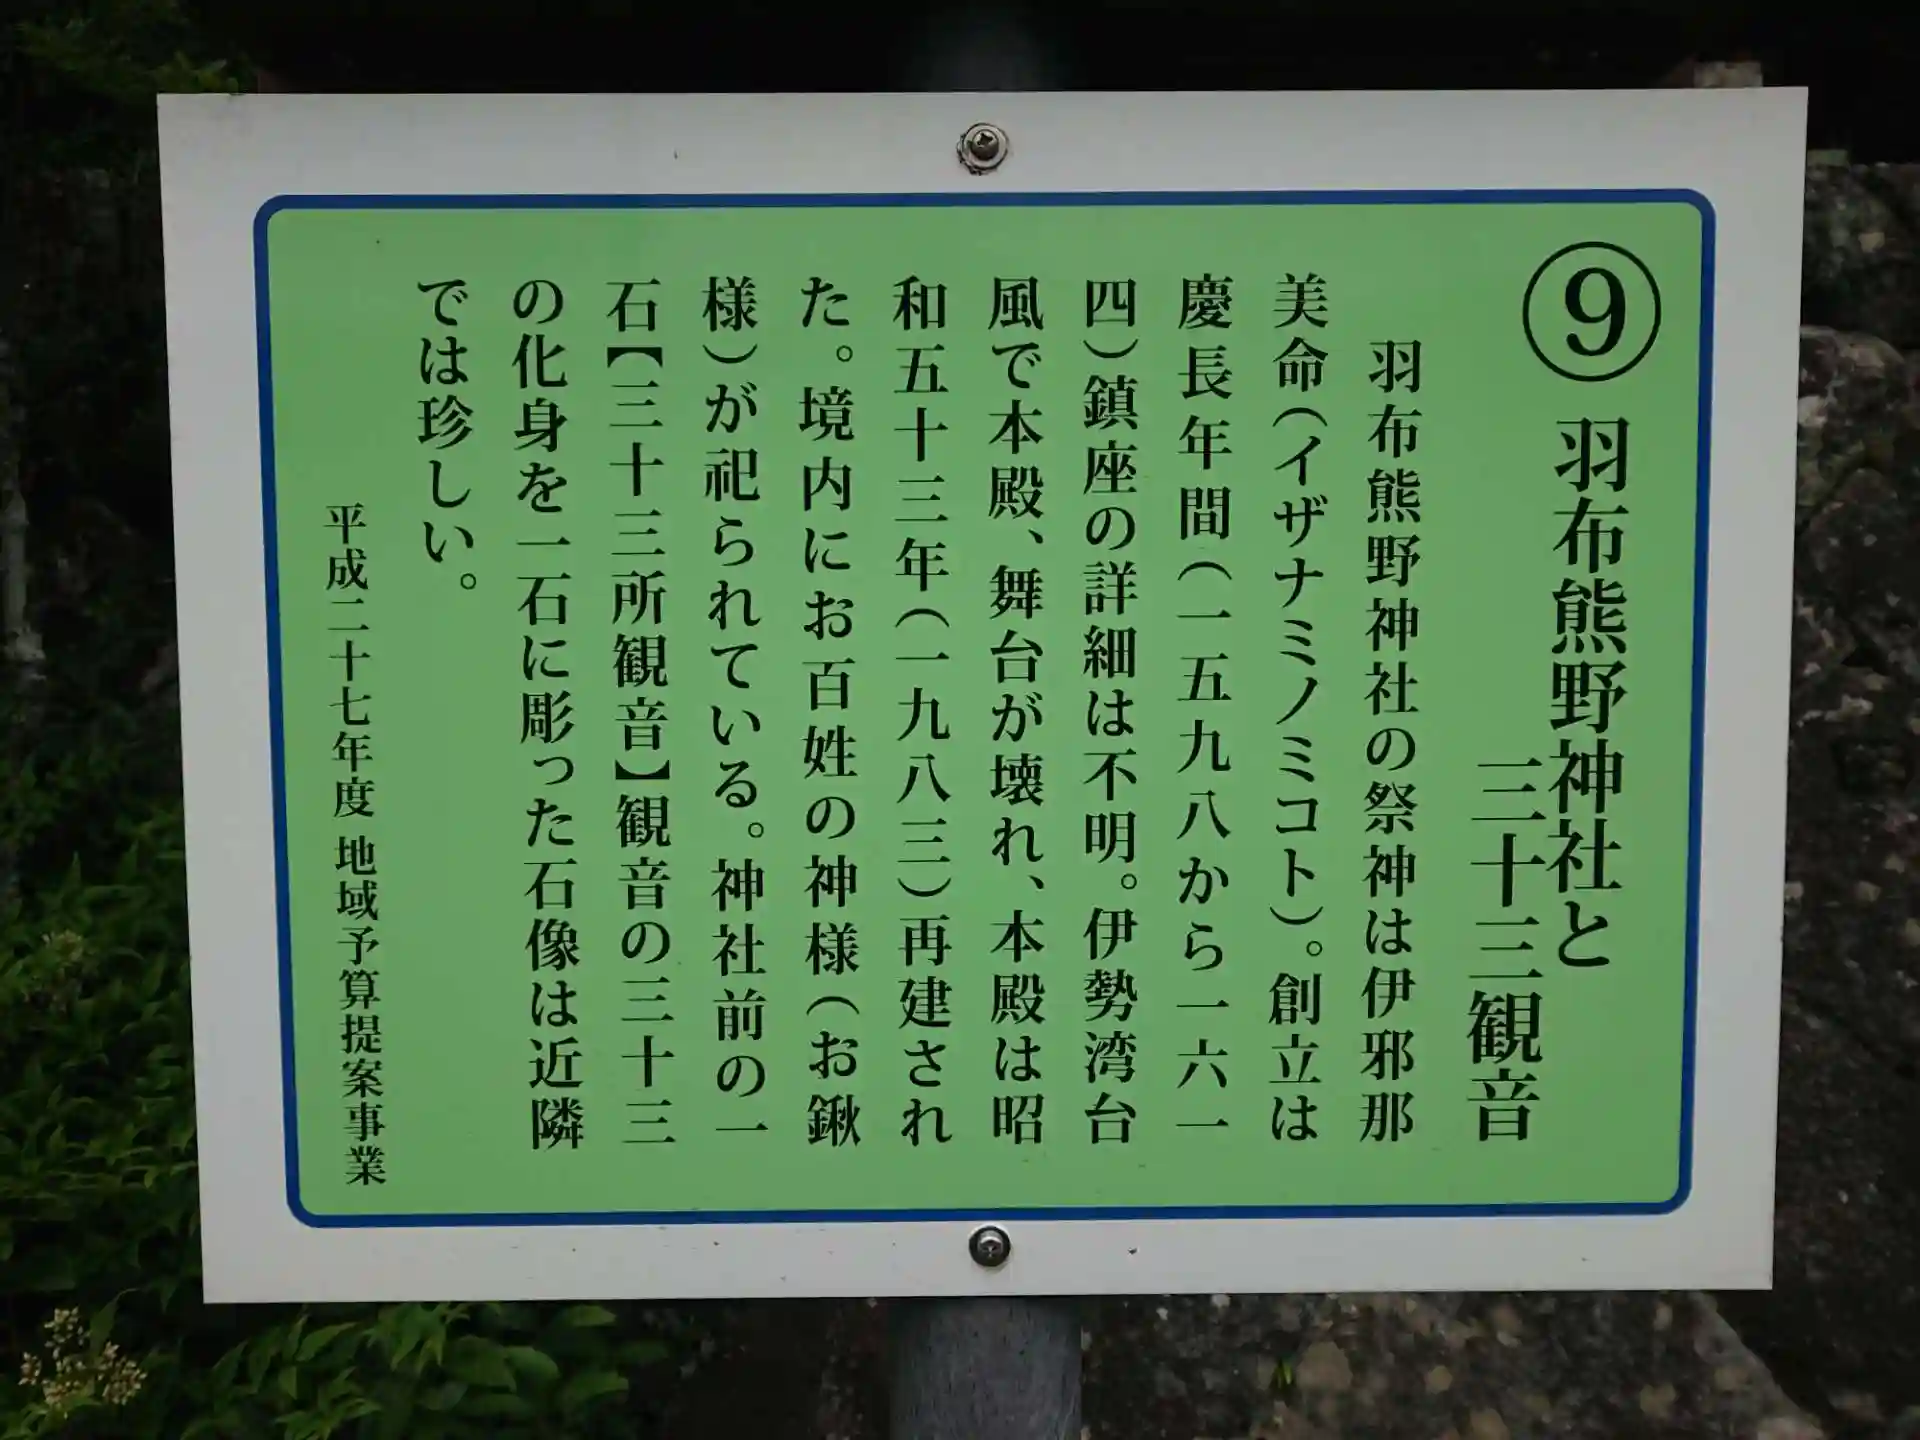 ⑨ 羽布熊野神社と
三十三観音
羽布熊野神社の祭神は伊邪那
美命（イザナミノミコト）。創立は
慶長年間（一五九八から一六一
四）鎮座の詳細は不明。伊勢湾台
風で本殿、舞台が壊れ、本殿は昭
和五十三年（一九八三）再建され
た。境内にお百姓の神様（お鍬
様）が祀られている。神社前の一
石【三十三所観音】観音の三十三
の化身を一石に彫った石像は近隣
では珍しい。
平成二十七年度 地域予算提案事業